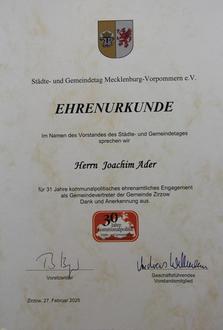 Städte- und Gemeindetag Mecklenburg-Vorpommern e.V.
EHRENURKUNDE
Im Namen des Vorstandes des Städte- und Gemeindetages
sprechen wir
Herrn Joachim Ader
für 31 Jahre kommunalpolitisches ehrenamtliches Engagement
als Gemeindevertreter der Gemeinde Zirzow
Dank und Anerkennung aus.
30
Jahre
Vorsitzender
Geschäftsführendes
Vorstandsmitglied
Zirzow, 27. Februar 2025